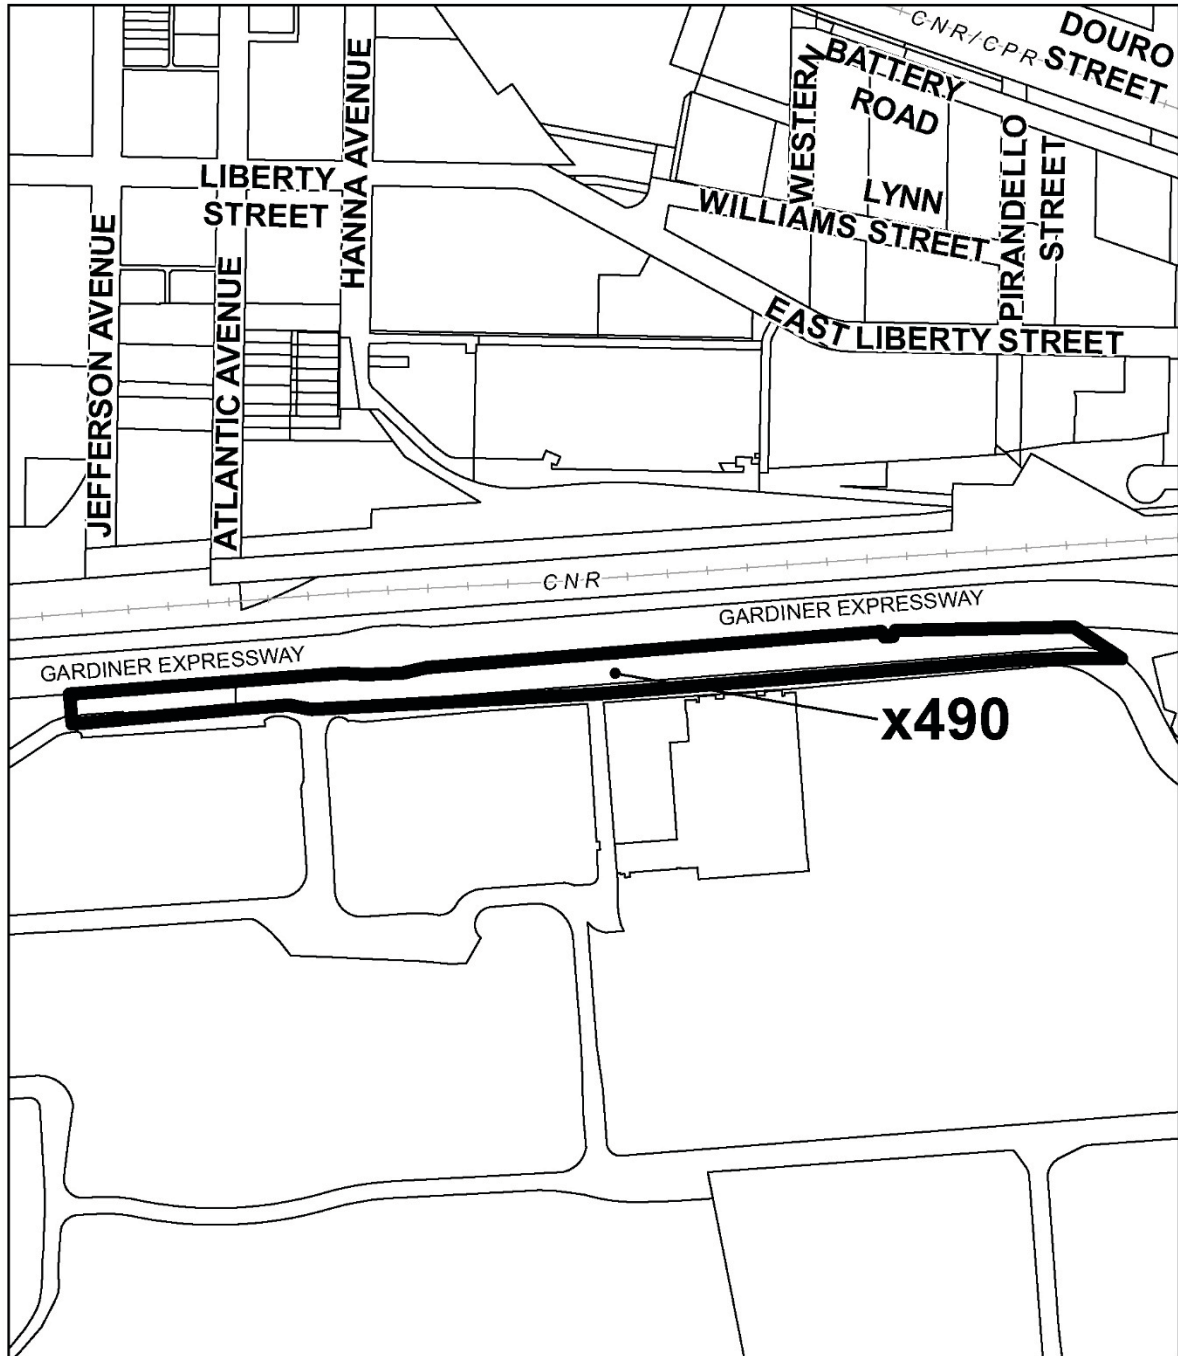 CNR/CPR
DOURO
STREET
WESTERN
BATTERY
ROAD
HANNA AVENUE
PIRANDELLO
STREET
LIBERTY
STREET
LYNN
WILLIAMS STREET
JEFFERSON AVENUE
ATLANTIC AVENUE
EAST LIBERTY STREET
CNR
GARDINER EXPRESSWAY
GARDINER EXPRESSWAY
x490